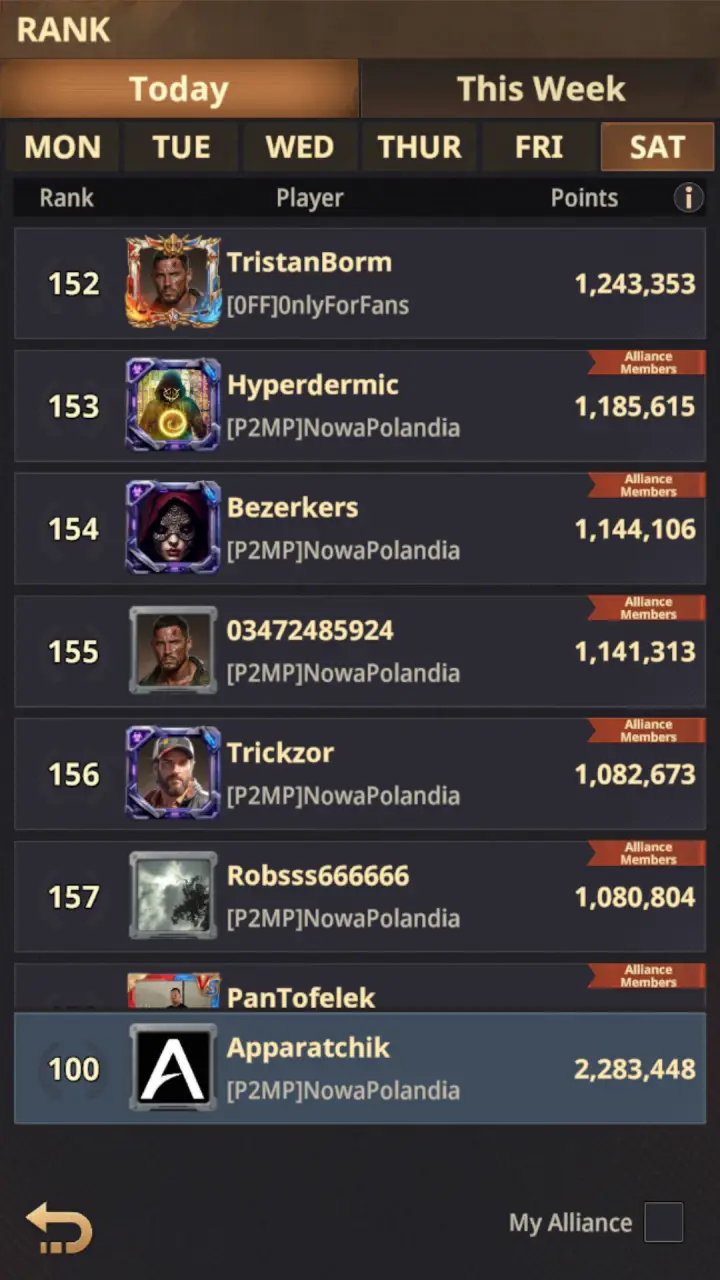 RANK
Today This Week
MON TUE WED THUR FRI SAT
Rank Player Points i
152 TristanBorm 1,243,353
[0FF]0nlyForFans
Alliance Members
153 Hyperdermic 1,185,615
[P2MP]NowaPolandia
Alliance Members
154 Bezerkers 1,144,106
[P2MP]NowaPolandia
Alliance Members
155 03472485924 1,141,313
[P2MP]NowaPolandia
Alliance Members
156 Trickzor 1,082,673
[P2MP]NowaPolandia
Alliance Members
157 Robsss666666 1,080,804
[P2MP]NowaPolandia
Alliance Members
VS PanTofelek
100 A Apparatchik 2,283,448
[P2MP]NowaPolandia
My Alliance